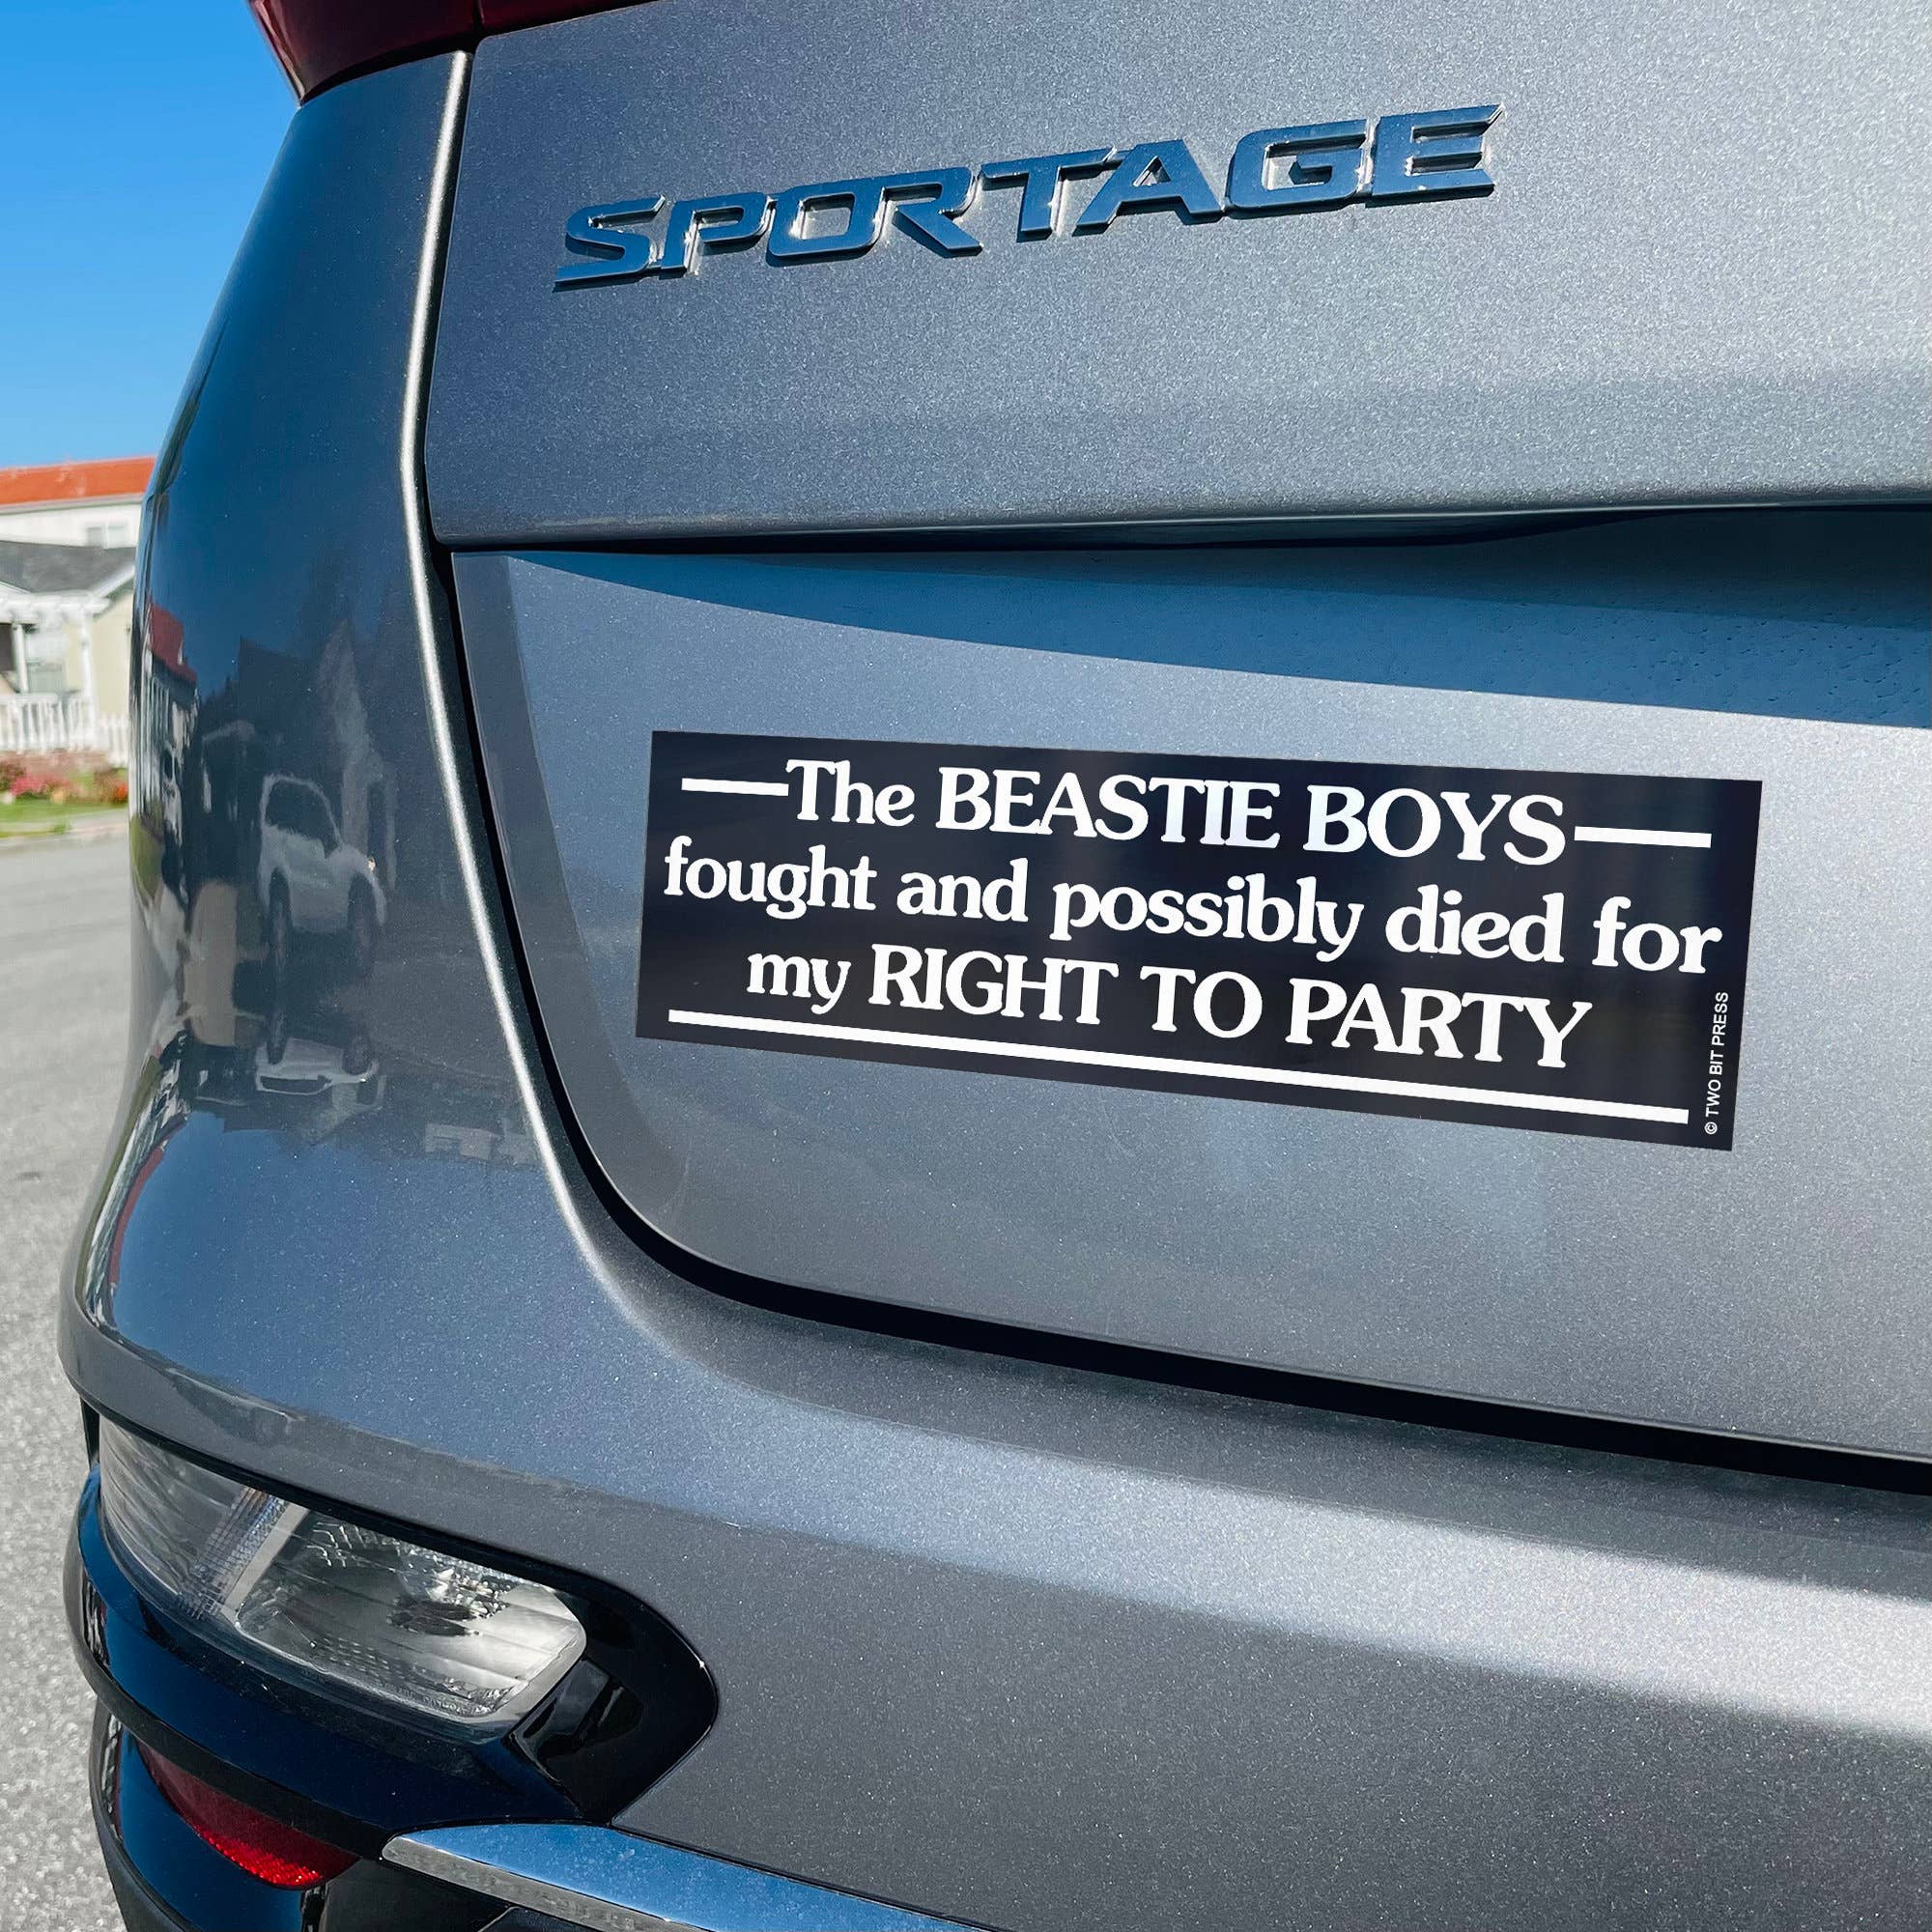 SPORTAGE
The BEASTIE BOYS
fought and possibly died for
my RIGHT TO PARTY
© TWO BIT PRESS